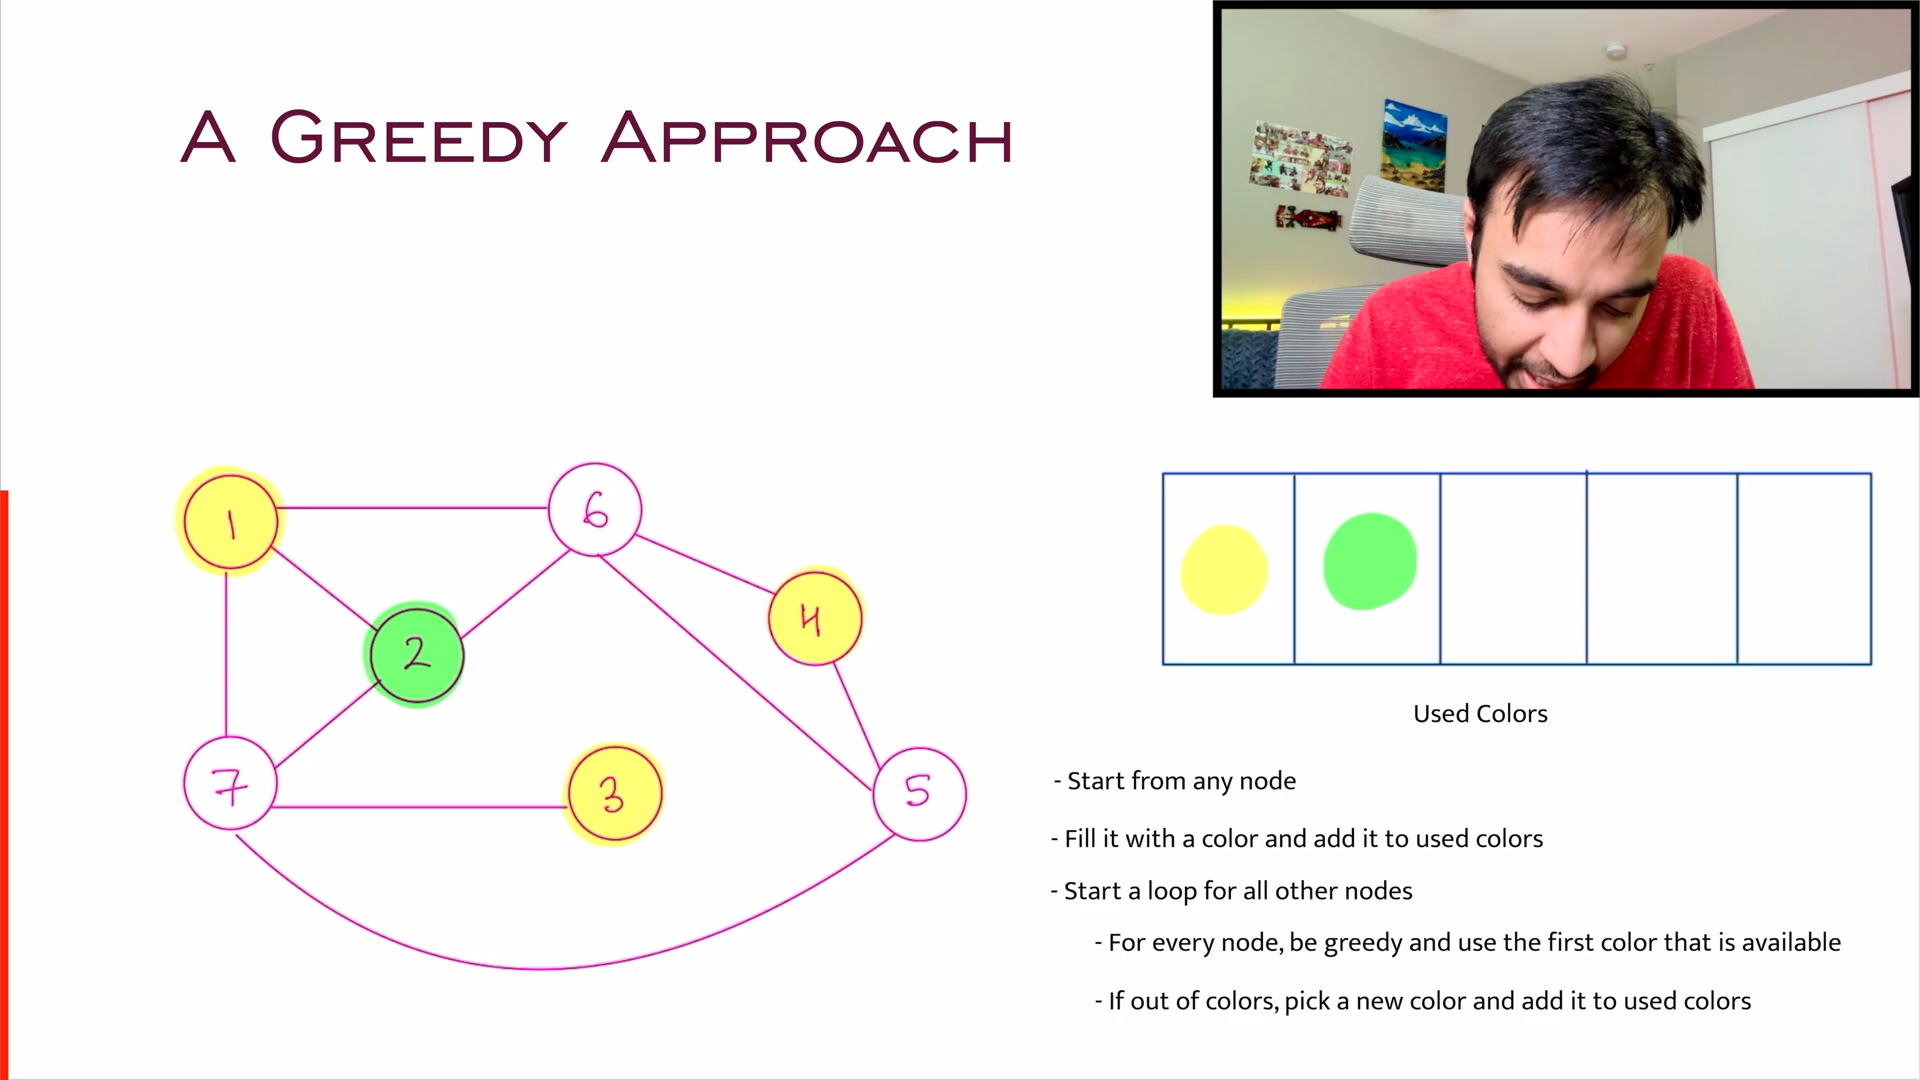 A Greedy Approach
1
6
4
2
7
3
5
Used Colors
- Start from any node
- Fill it with a color and add it to used colors
- Start a loop for all other nodes
- For every node, be greedy and use the first color that is available
- If out of colors, pick a new color and add it to used colors